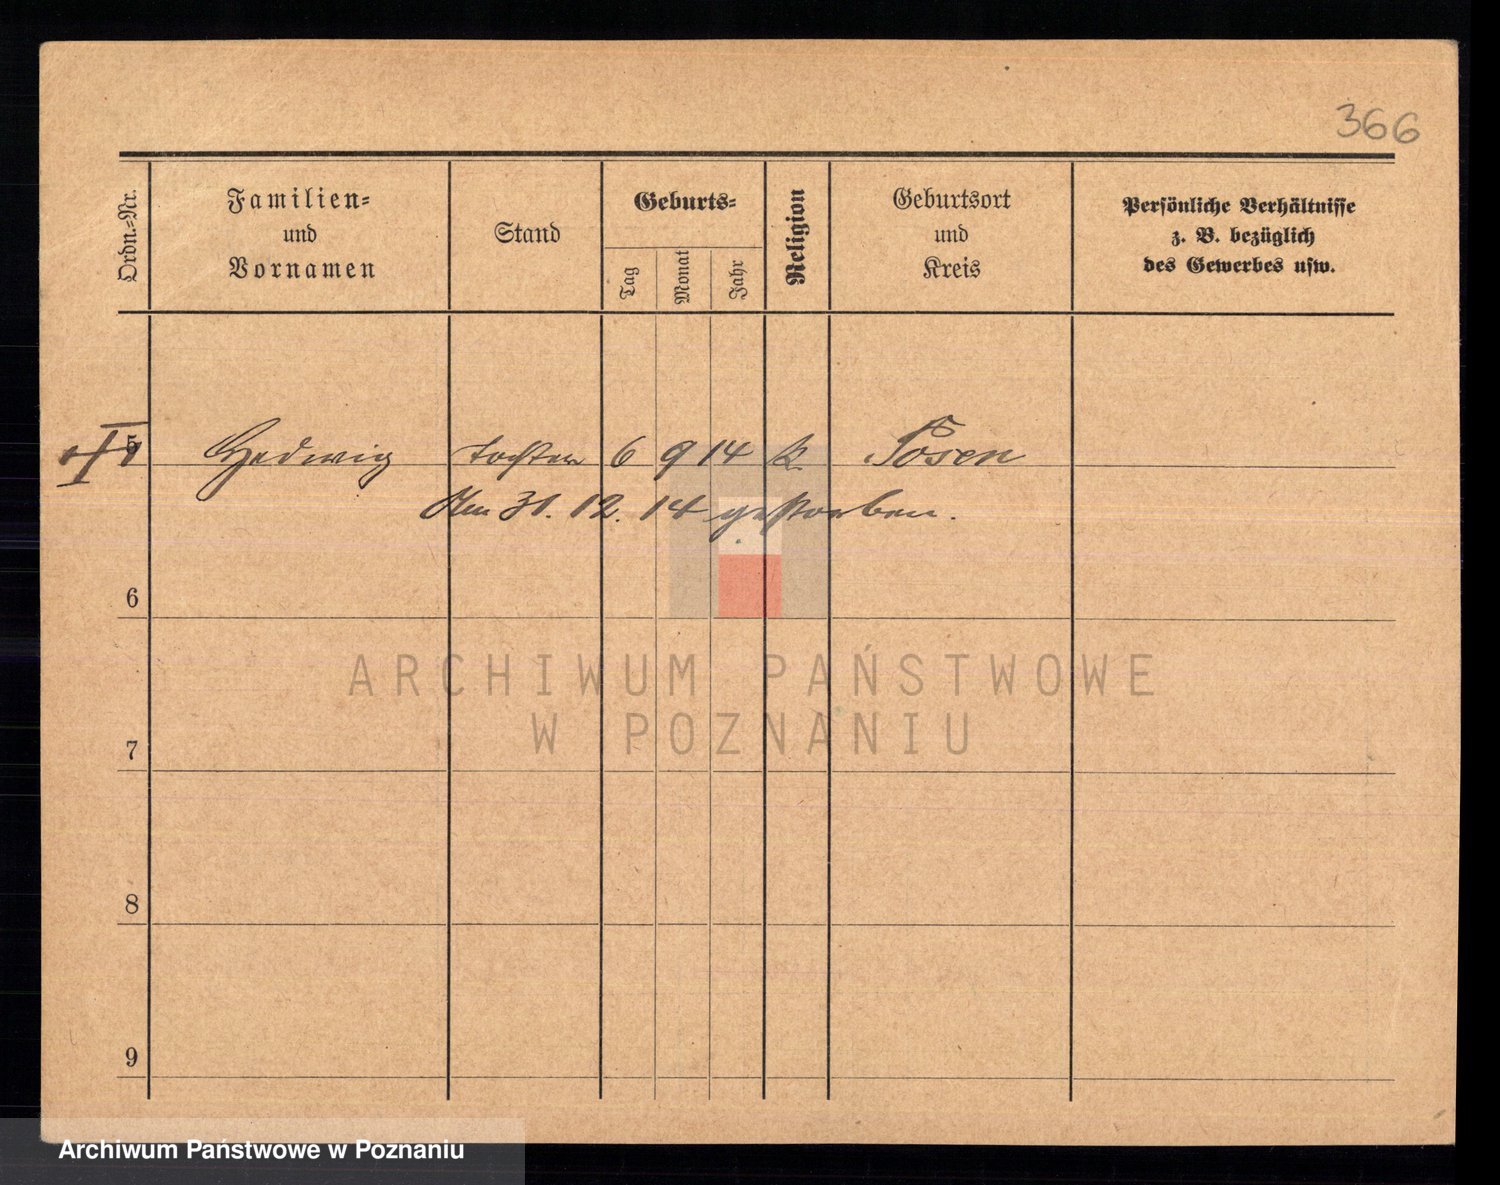 366
Ordn.-Nr.
Familien-
und
Vornamen
Stand
Geburts-
Tag
Monat
Jahr
Religion
Geburtsort
und
Kreis
Persönliche Verhältnisse
z. B. bezüglich
des Gewerbes usw.
5 Hedwig Tochter 6 9 14 k. Posen
Am 31. 12. 14 gestorben.
6
7
8
9
ARCHIWUM PAŃSTWOWE
W POZNANIU
Archiwum Państwowe w Poznaniu